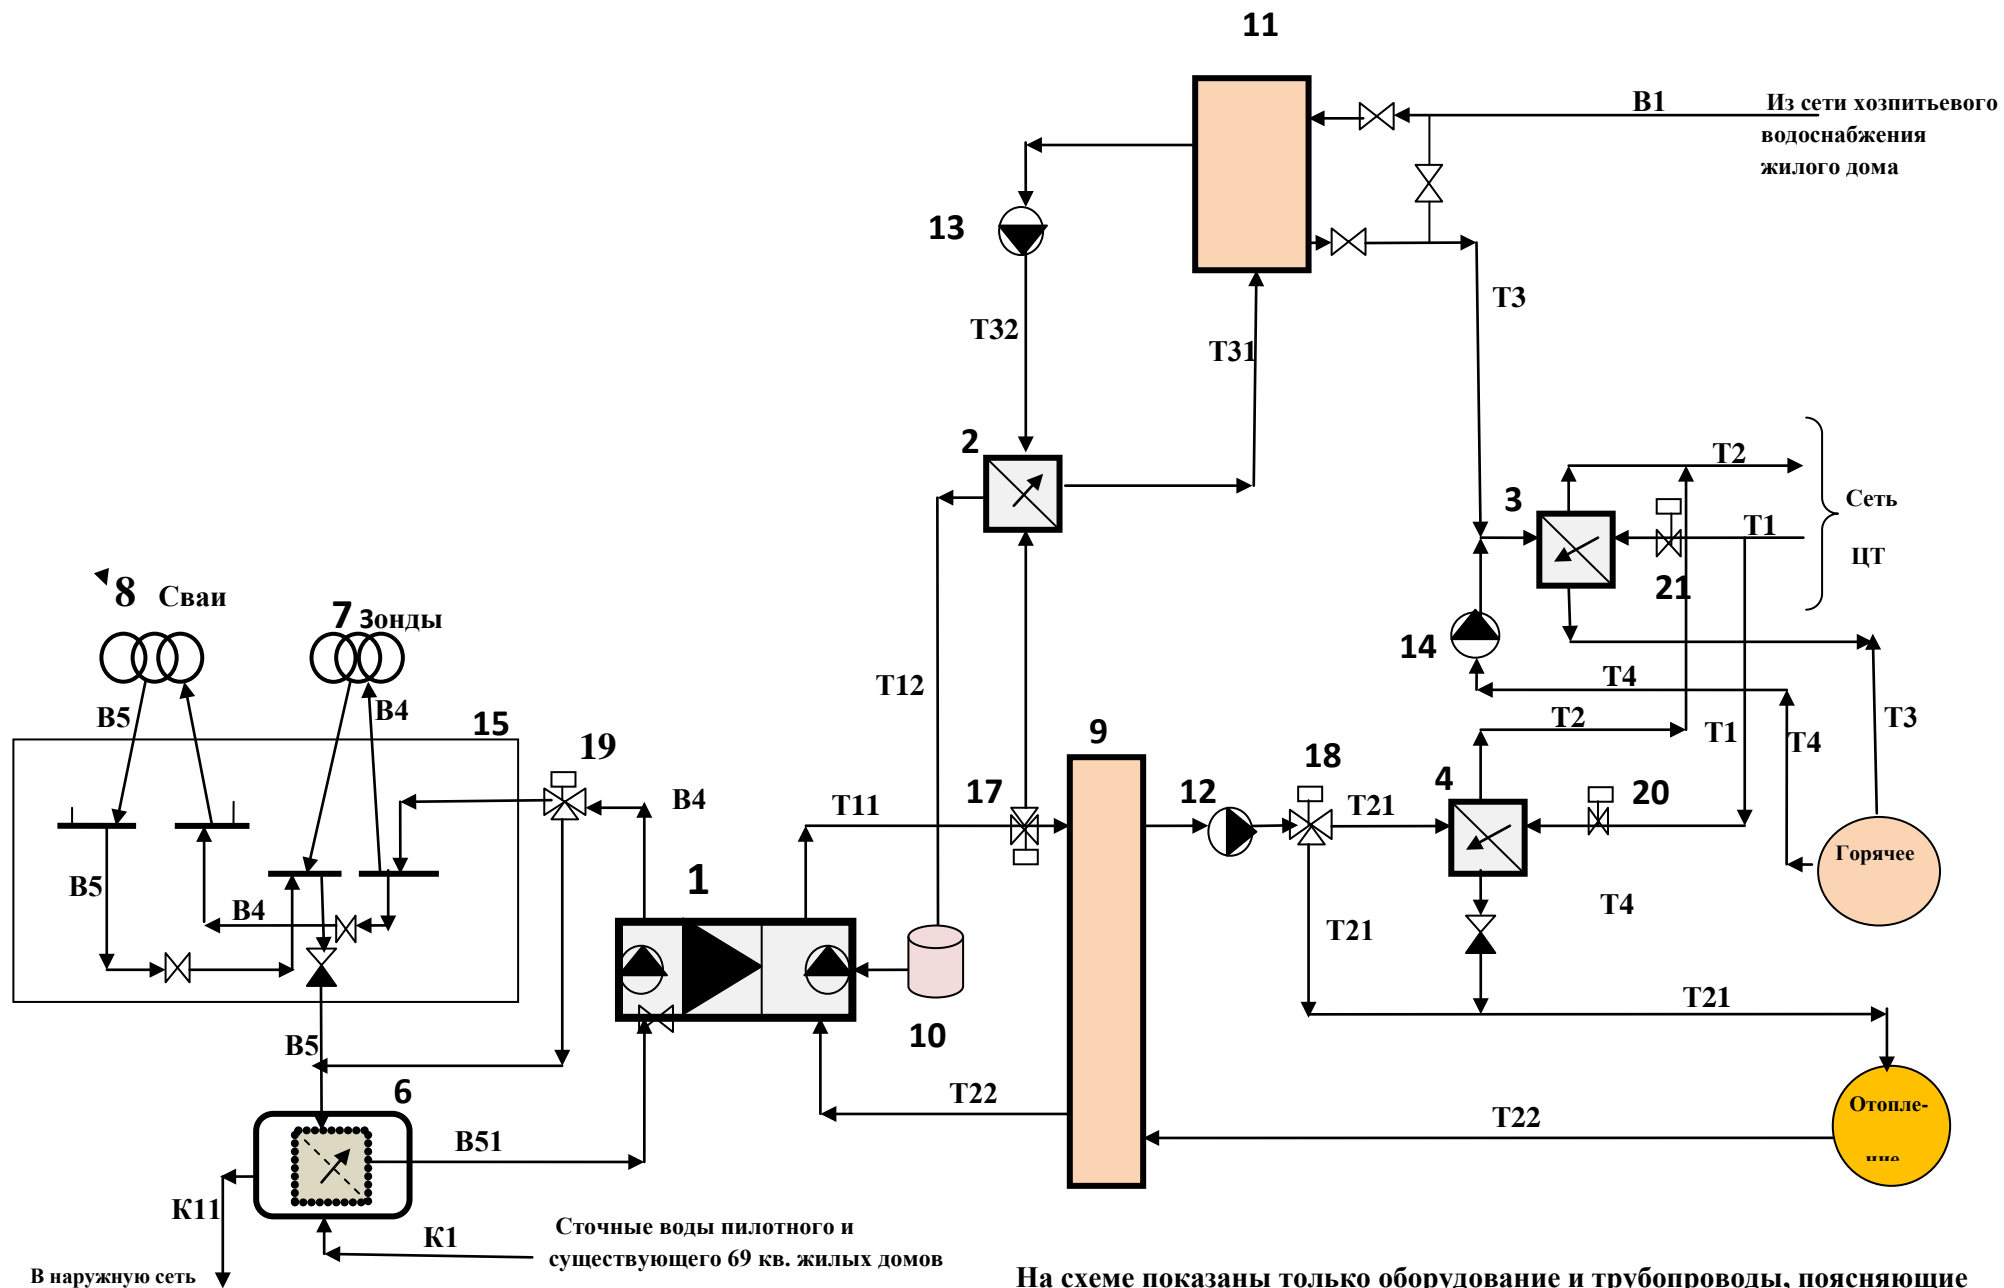 11
В1
Из сети хозпитьевого
водоснабжения
жилого дома
13
Т3
Т32
Т31
2
Т2
3
Сеть
Т1
ЦТ
21
8 Сваи
7 Зонды
14
Т4
Т12
В5
В4
15
Т2
Т1
Т3
9
19
18
Т4
4
17
12
20
В4
Т11
Т21
Горячее
В5
1
В4
Т4
Т21
Т21
10
В5
6
Т22
Отопле-
Т22
В51
К11
К1
Сточные воды пилотного и
существующего 69 кв. жилых домов
В наружную сеть
На схеме показаны только оборудование и трубопроводы, поясняющие